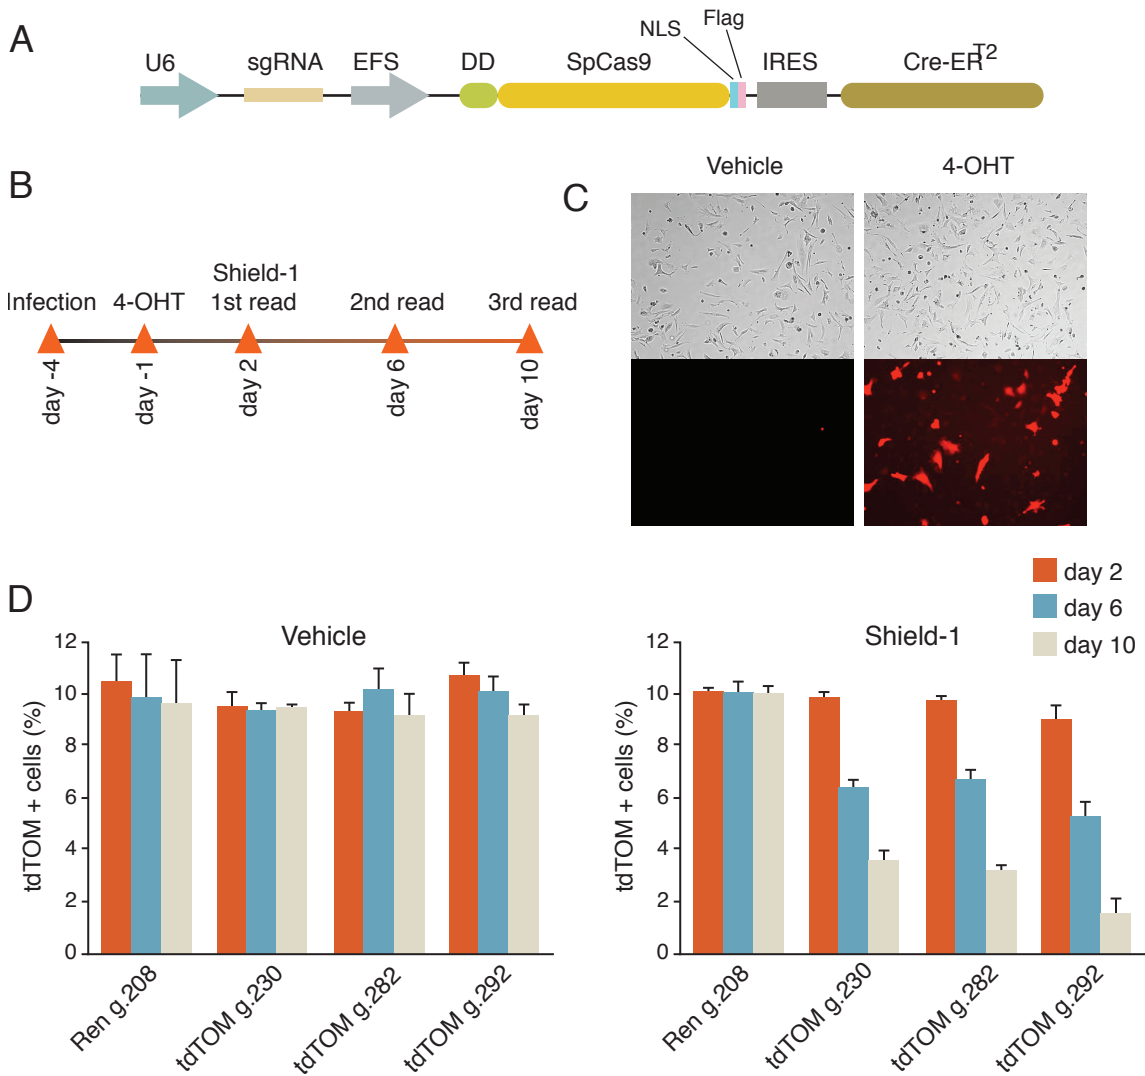 A
U6
sgRNA
EFS
DD
SpCas9
NLS
Flag
IRES
Cre-ERT2
B
Infection
4-OHT
Shield-1
1st read
2nd read
3rd read
day -4
day -1
day 2
day 6
day 10
C
Vehicle
4-OHT
D
day 2
day 6
day 10
Vehicle
tdTOM + cells (%)
12
10
8
6
4
2
0
Ren g.208
tdTOM g.230
tdTOM g.282
tdTOM g.292
Shield-1
tdTOM + cells (%)
12
10
8
6
4
2
0
Ren g.208
tdTOM g.230
tdTOM g.282
tdTOM g.292